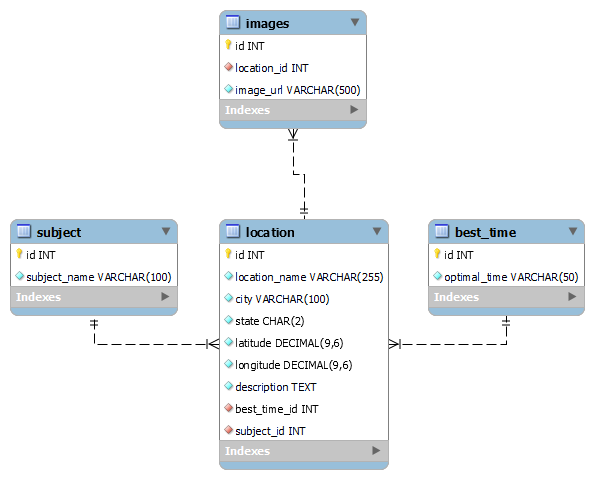 images
id INT
location_id INT
image_url VARCHAR(500)
Indexes
subject
id INT
subject_name VARCHAR(100)
Indexes
location
id INT
location_name VARCHAR(255)
city VARCHAR(100)
state CHAR(2)
latitude DECIMAL(9,6)
longitude DECIMAL(9,6)
description TEXT
best_time_id INT
subject_id INT
Indexes
best_time
id INT
optimal_time VARCHAR(50)
Indexes